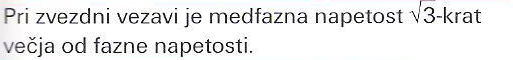 Pri zvezdni vezavi je medfazna napetost √3-krat
večja od fazne napetosti.